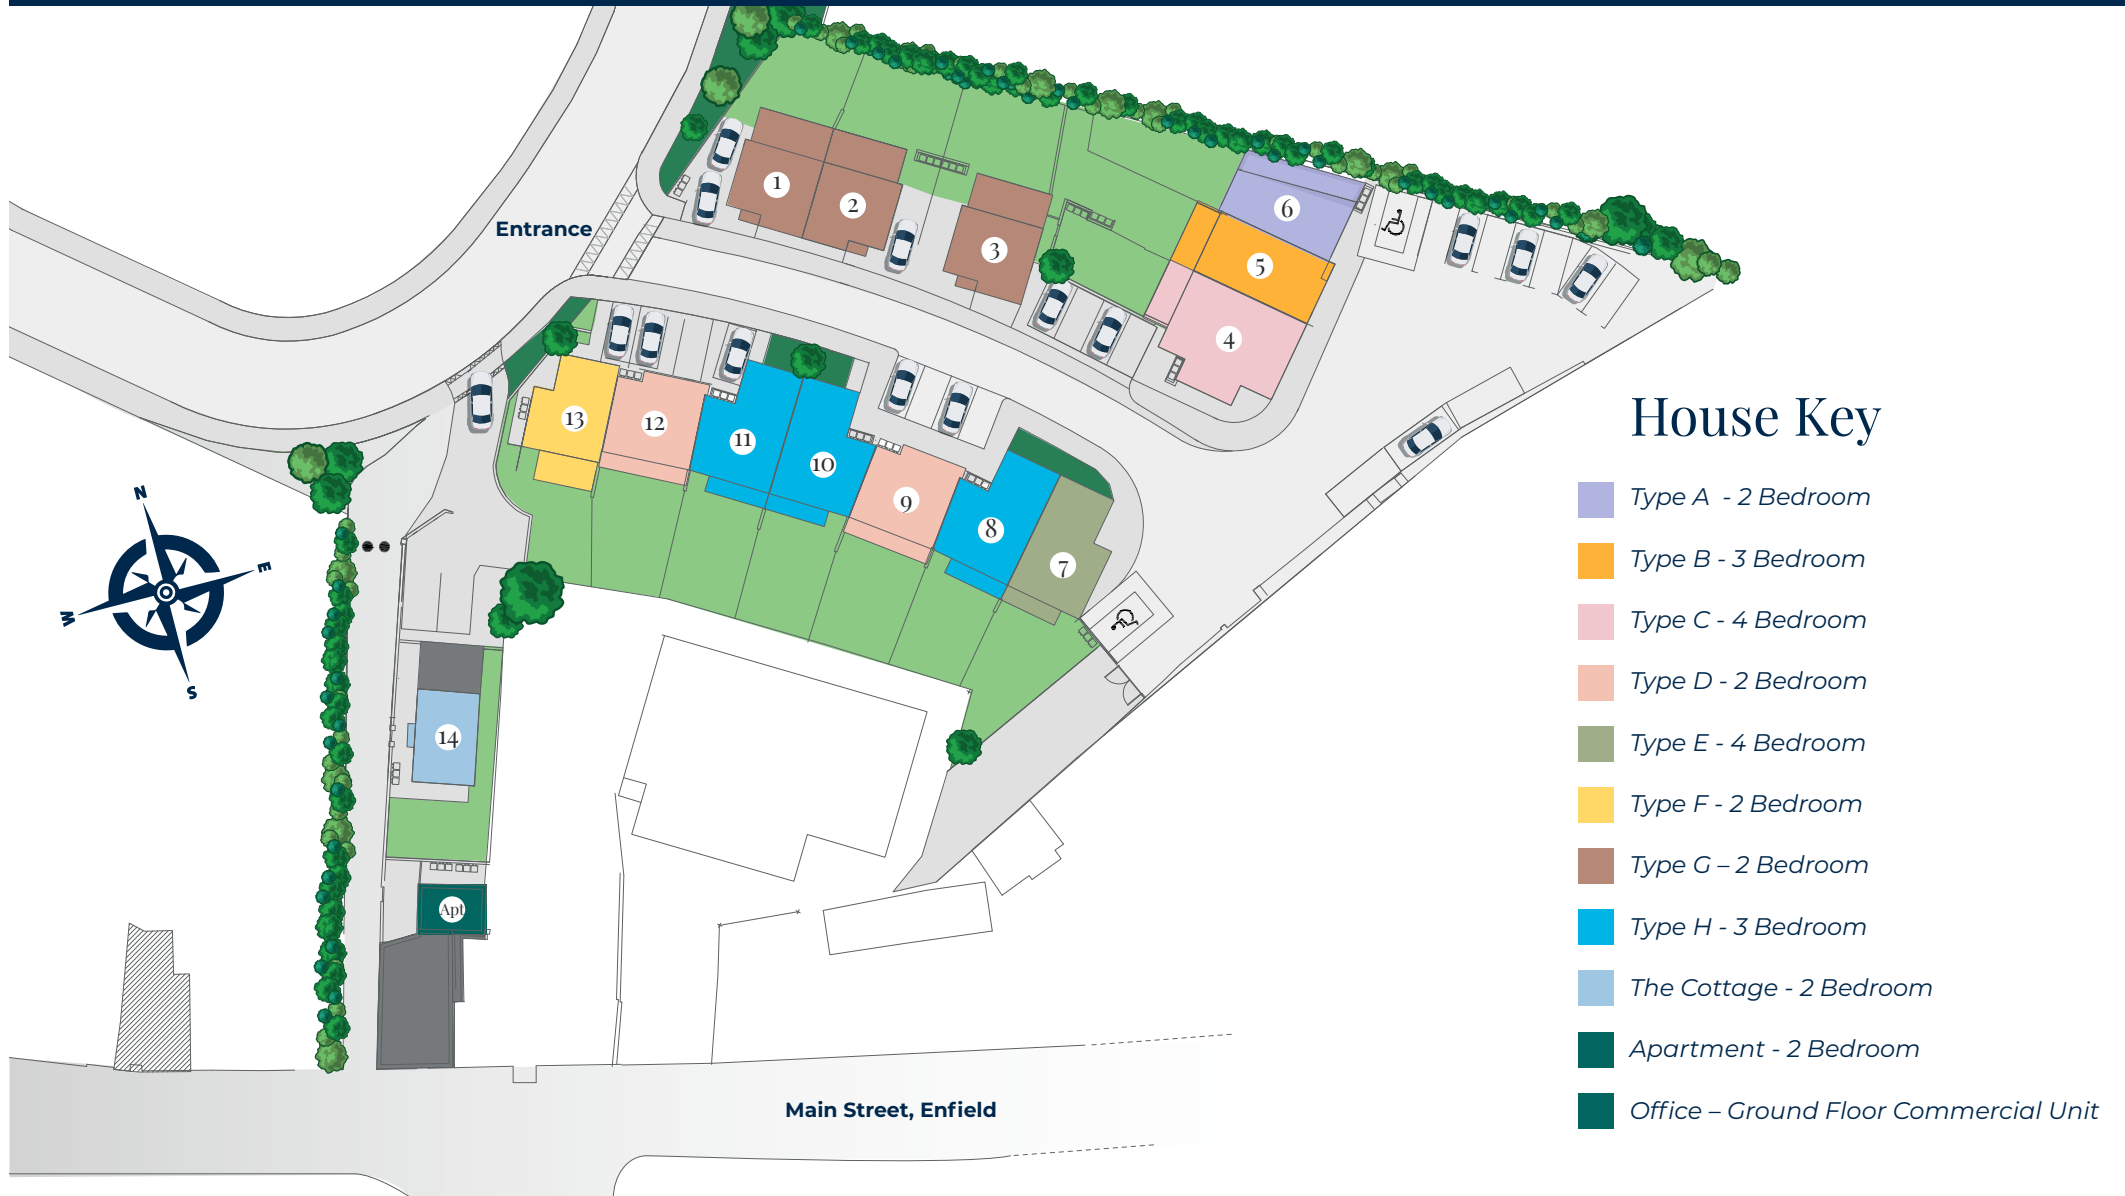 Entrance
1
2
3
6
5
4
13
12
11
10
9
8
7
14
Apt
N
E
S
W
Main Street, Enfield
House Key
Type A - 2 Bedroom
Type B - 3 Bedroom
Type C - 4 Bedroom
Type D - 2 Bedroom
Type E - 4 Bedroom
Type F - 2 Bedroom
Type G – 2 Bedroom
Type H - 3 Bedroom
The Cottage - 2 Bedroom
Apartment - 2 Bedroom
Office – Ground Floor Commercial Unit